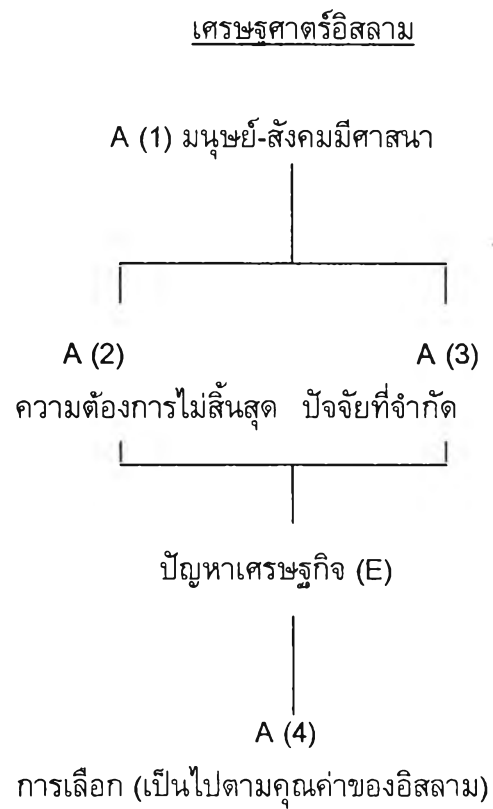 เศรษฐศาตร์อิสลาม
A (1) มนุษย์-สังคมมีศาสนา
A (2) A (3)
ความต้องการไม่สิ้นสุด ปัจจัยที่จำกัด
ปัญหาเศรษฐกิจ (E)
A (4)
การเลือก (เป็นไปตามคุณค่าของอิสลาม)